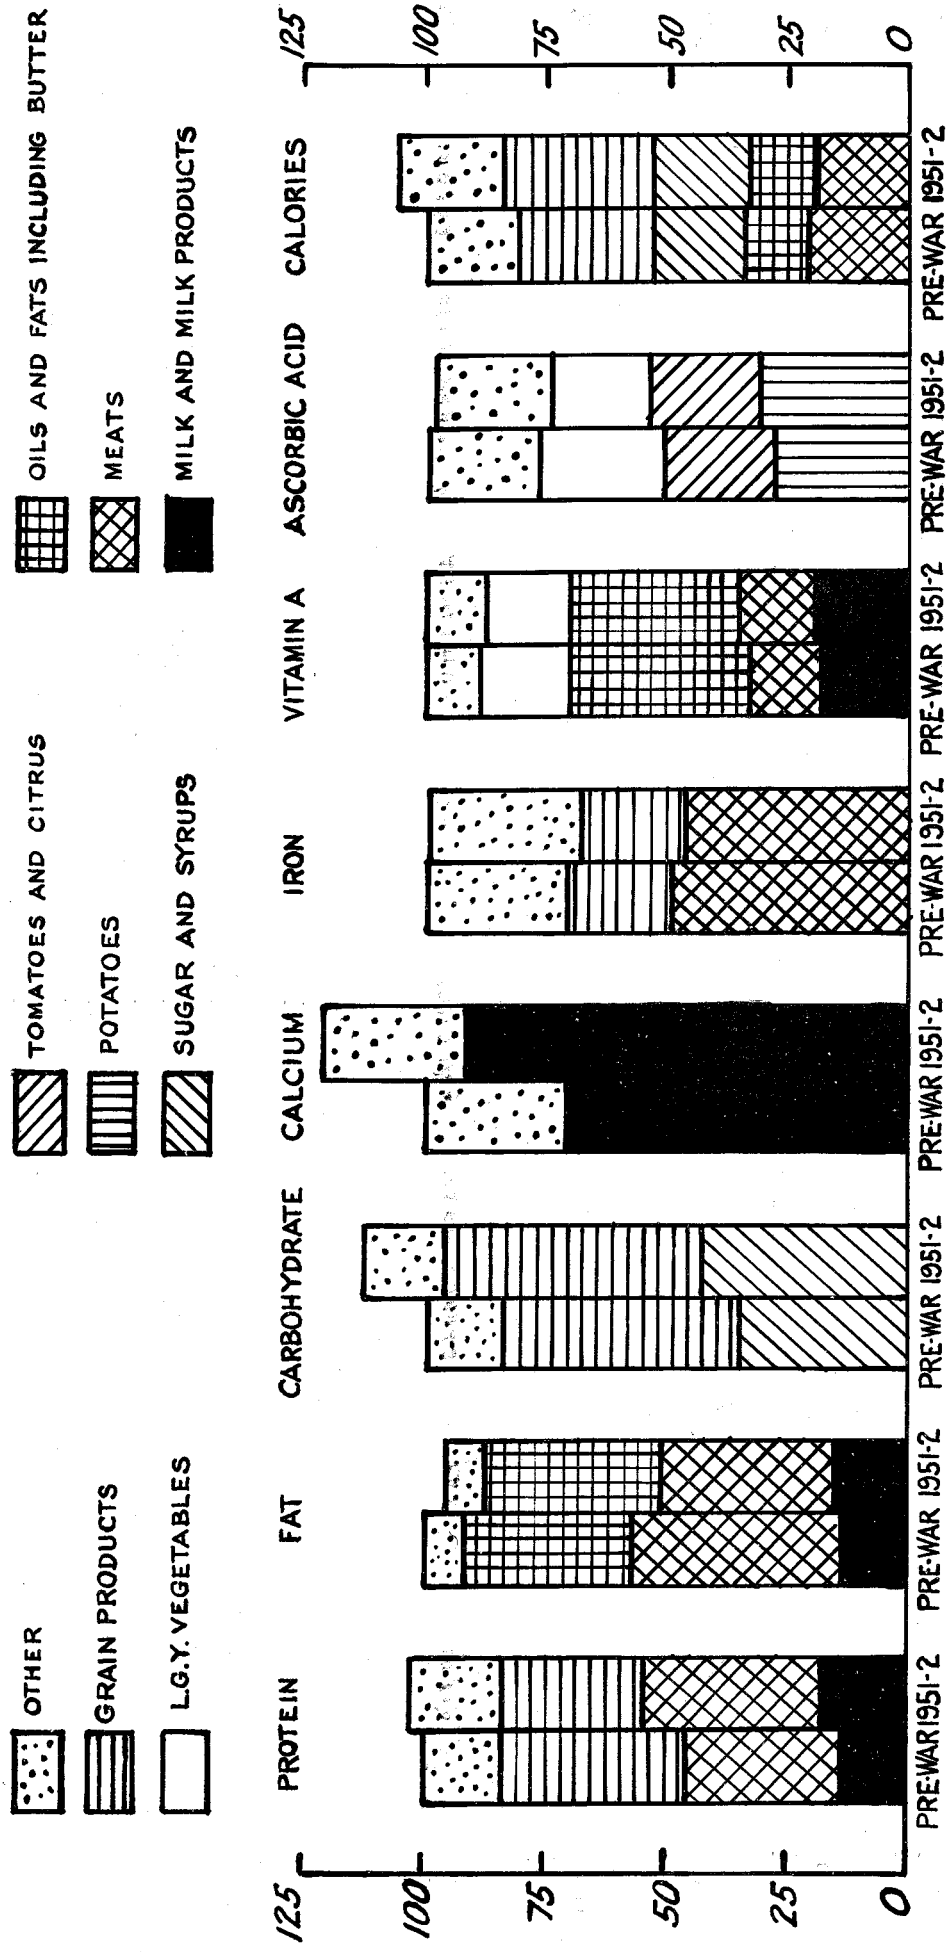 OTHER
GRAIN PRODUCTS
L.G.Y. VEGETABLES
TOMATOES AND CITRUS
POTATOES
SUGAR AND SYRUPS
OILS AND FATS INCLUDING BUTTER
MEATS
MILK AND MILK PRODUCTS
PROTEIN FAT CARBOHYDRATE CALCIUM IRON VITAMIN A ASCORBIC ACID CALORIES
125 125
100 100
75 75
50 50
25 25
0 0
PRE-WAR 1951-2 PRE-WAR 1951-2 PRE-WAR 1951-2 PRE-WAR 1951-2 PRE-WAR 1951-2 PRE-WAR 1951-2 PRE-WAR 1951-2 PRE-WAR 1951-2